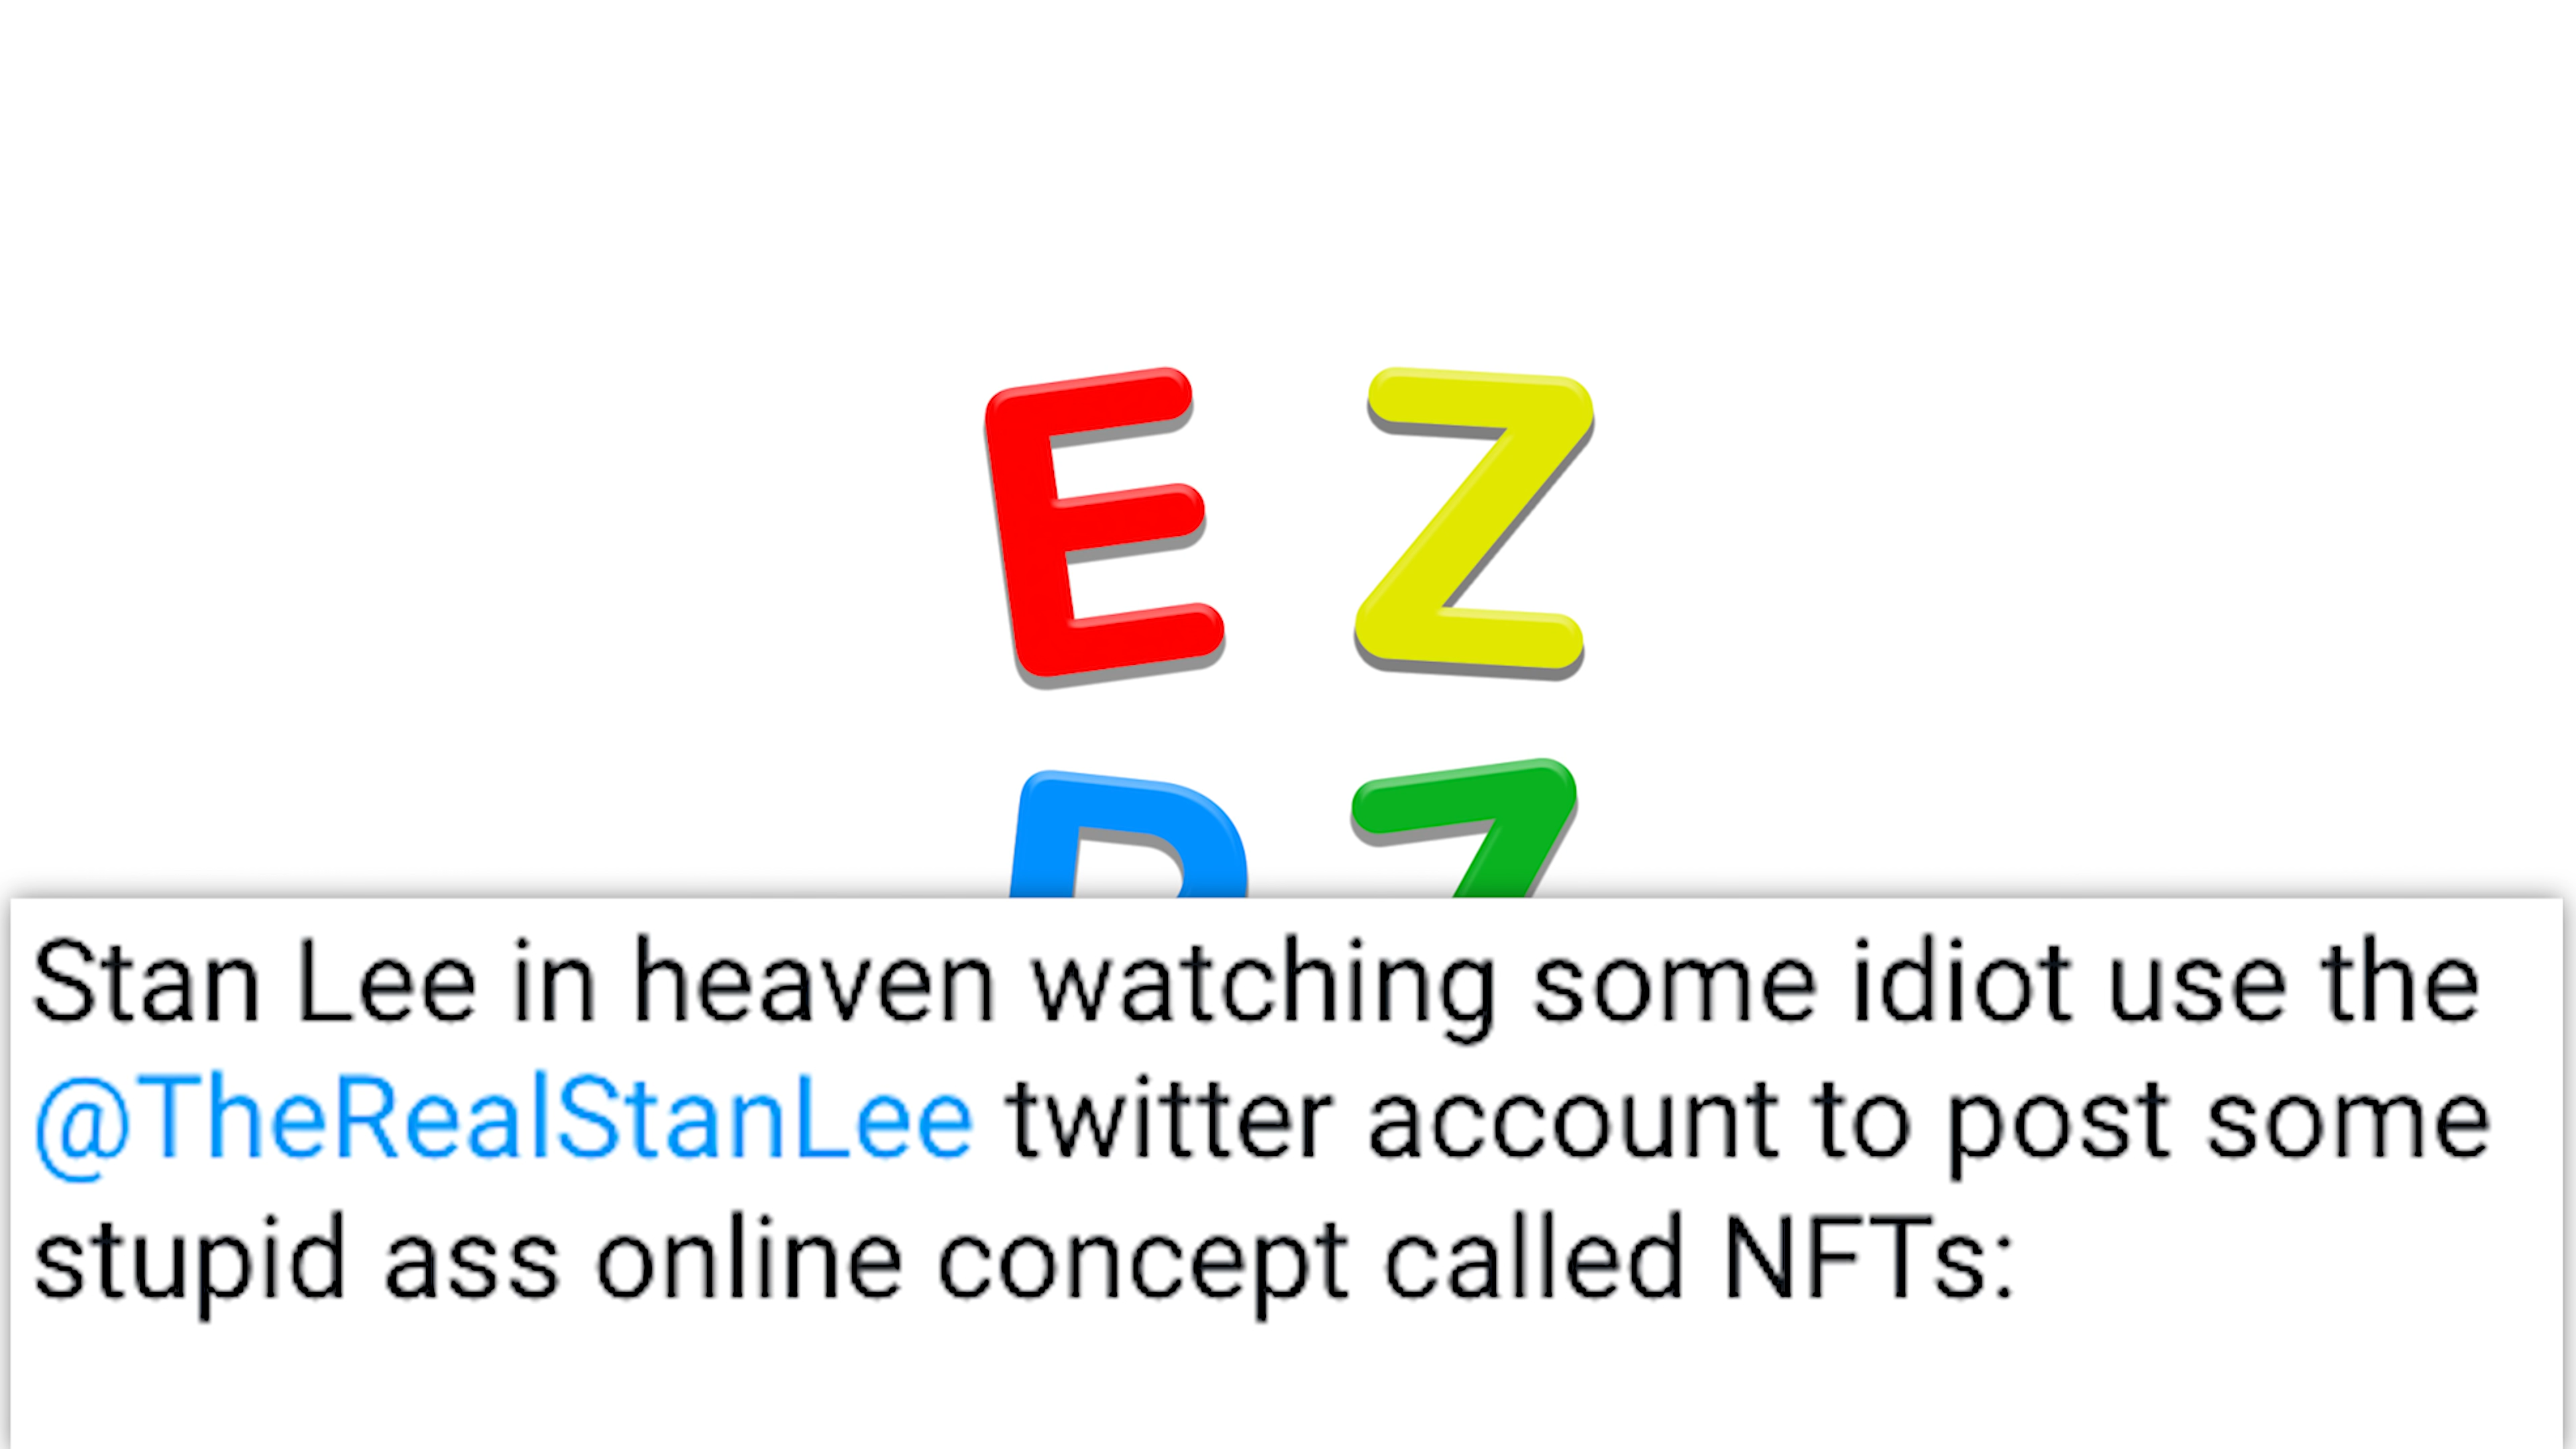 E Z
Stan Lee in heaven watching some idiot use the
@TheRealStanLee twitter account to post some
stupid ass online concept called NFTs: